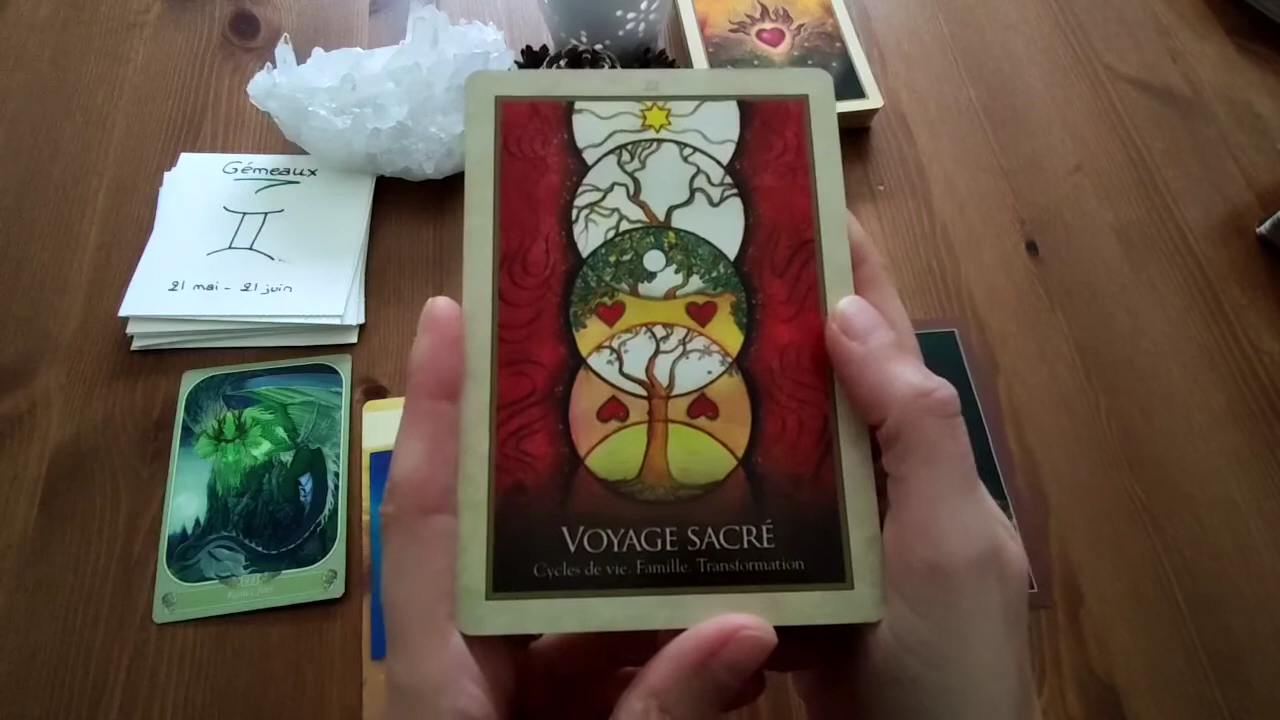 Gémeaux
21 mai - 21 juin
VOYAGE SACRÉ
Cycles de vie. Famille. Transformation